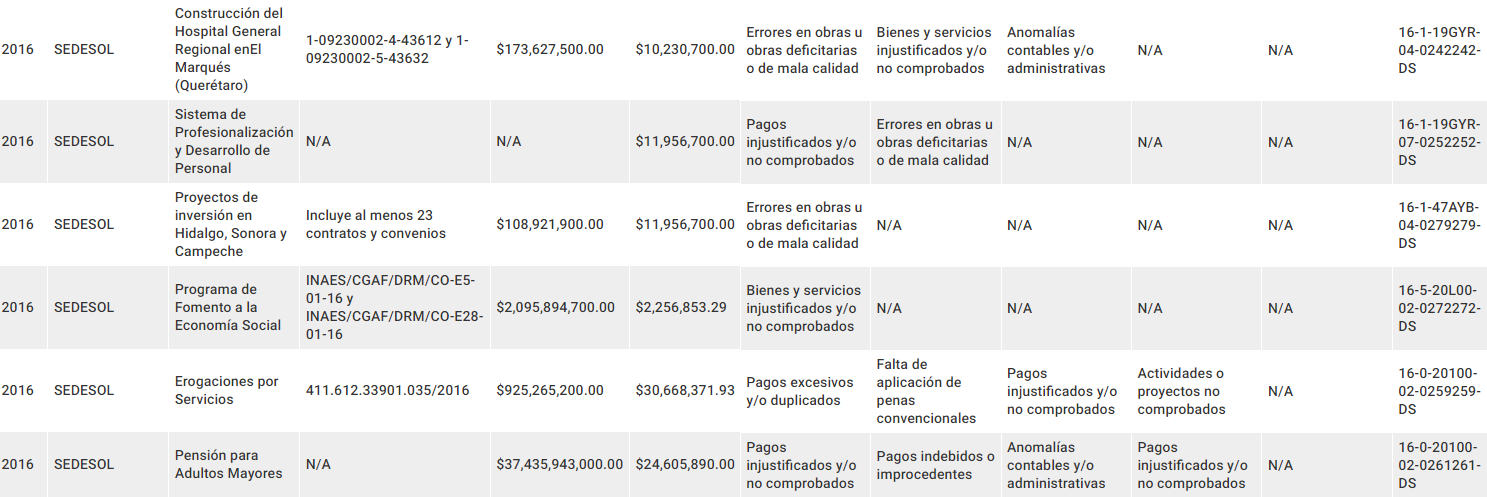 2016 SEDESOL
Construcción del
Hospital General
Regional enEl
Marqués
(Querétaro)
1-09230002-4-43612 y 1-
09230002-5-43632
$173,627,500.00 $10,230,700.00
Errores en obras u
obras deficitarias
o de mala calidad
Bienes y servicios
injustificados y/o
no comprobados
Anomalías
contables y/o
administrativas
N/A N/A
16-1-19GYR-
04-0242242-
DS
2016 SEDESOL
Sistema de
Profesionalización
y Desarrollo de
Personal
N/A N/A $11,956,700.00
Pagos
injustificados y/o
no comprobados
Errores en obras u
obras deficitarias
o de mala calidad
N/A N/A N/A
16-1-19GYR-
07-0252252-
DS
2016 SEDESOL
Proyectos de
inversión en
Hidalgo, Sonora y
Campeche
Incluye al menos 23
contratos y convenios
$108,921,900.00 $11,956,700.00
Errores en obras u
obras deficitarias
o de mala calidad
N/A N/A N/A N/A
16-1-47AYB-
04-0279279-
DS
2016 SEDESOL
Programa de
Fomento a la
Economía Social
INAES/CGAF/DRM/CO-E5-
01-16 y
INAES/CGAF/DRM/CO-E28-
01-16
$2,095,894,700.00 $2,256,853.29
Bienes y servicios
injustificados y/o
no comprobados
N/A N/A N/A N/A
16-5-20L00-
02-0272272-
DS
2016 SEDESOL
Erogaciones por
Servicios
411.612.33901.035/2016 $925,265,200.00 $30,668,371.93
Pagos excesivos
y/o duplicados
Falta de
aplicación de
penas
convencionales
Pagos
injustificados y/o
no comprobados
Actividades o
proyectos no
comprobados
N/A
16-0-20100-
02-0259259-
DS
2016 SEDESOL
Pensión para
Adultos Mayores
N/A $37,435,943,000.00 $24,605,890.00
Pagos
injustificados y/o
no comprobados
Pagos indebidos o
improcedentes
Anomalías
contables y/o
administrativas
Pagos
injustificados y/o
no comprobados
N/A
16-0-20100-
02-0261261-
DS